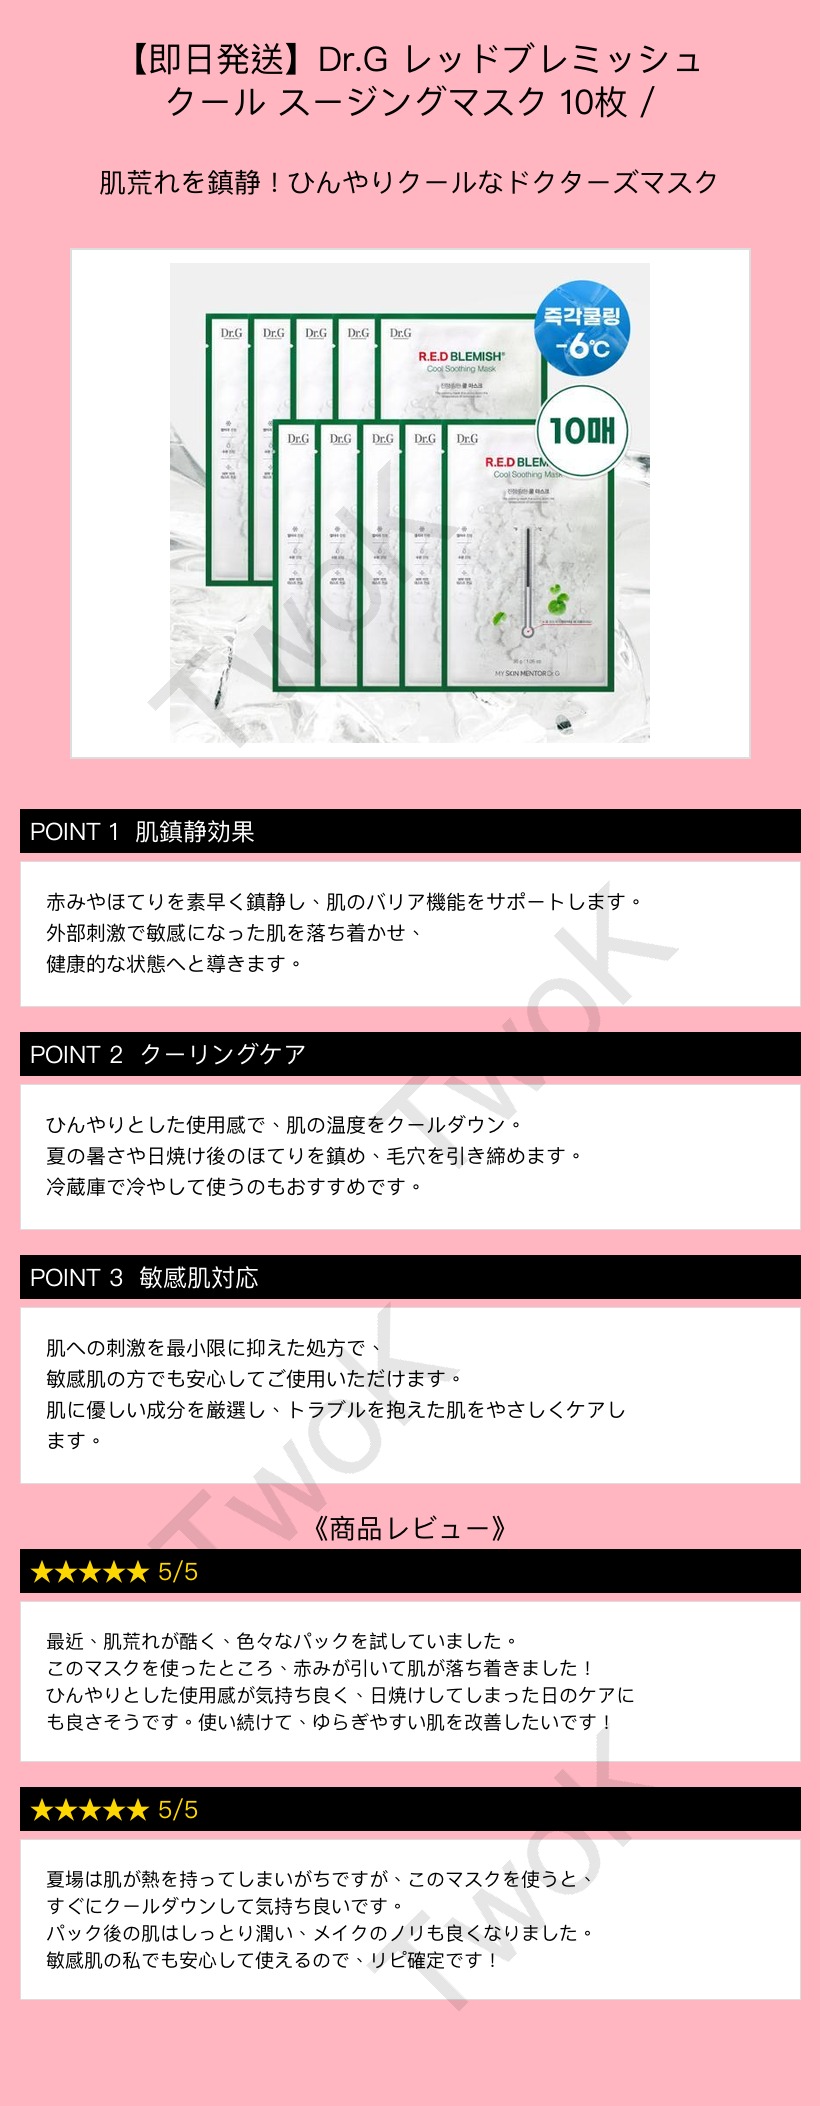 【即日発送】Dr.G レッドブレミッシュ
クール スージングマスク 10枚 /
肌荒れを鎮静！ひんやりクールなドクターズマスク
즉각쿨링
-6℃
10매
Dr.G
Dr.G
Dr.G
Dr.G
Dr.G
R.E.D BLEMISH
Cool Soothing Mask
Dr.G
Dr.G
Dr.G
Dr.G
Dr.G
R.E.D BLEM
Cool Soothing Mask
MY SKIN MENTOR Dr.G
TwoK
POINT 1 肌鎮静効果
赤みやほてりを素早く鎮静し、肌のバリア機能をサポートします。
外部刺激で敏感になった肌を落ち着かせ、
健康的な状態へと導きます。
TwoK
POINT 2 クーリングケア
ひんやりとした使用感で、肌の温度をクールダウン。
夏の暑さや日焼け後のほてりを鎮め、毛穴を引き締めます。
冷蔵庫で冷やして使うのもおすすめです。
POINT 3 敏感肌対応
肌への刺激を最小限に抑えた処方で、
敏感肌の方でも安心してご使用いただけます。
肌に優しい成分を厳選し、トラブルを抱えた肌をやさしくケアし
ます。
TwoK
《商品レビュー》
★★★★★ 5/5
最近、肌荒れが酷く、色々なパックを試していました。
このマスクを使ったところ、赤みが引いて肌が落ち着きました！
ひんやりとした使用感が気持ち良く、日焼けしてしまった日のケアに
も良さそうです。使い続けて、ゆらぎやすい肌を改善したいです！
★★★★★ 5/5
夏場は肌が熱を持ってしまいがちですが、このマスクを使うと、
すぐにクールダウンして気持ち良いです。
パック後の肌はしっとり潤い、メイクのノリも良くなりました。
敏感肌の私でも安心して使えるので、リピ確定です！
TwoK